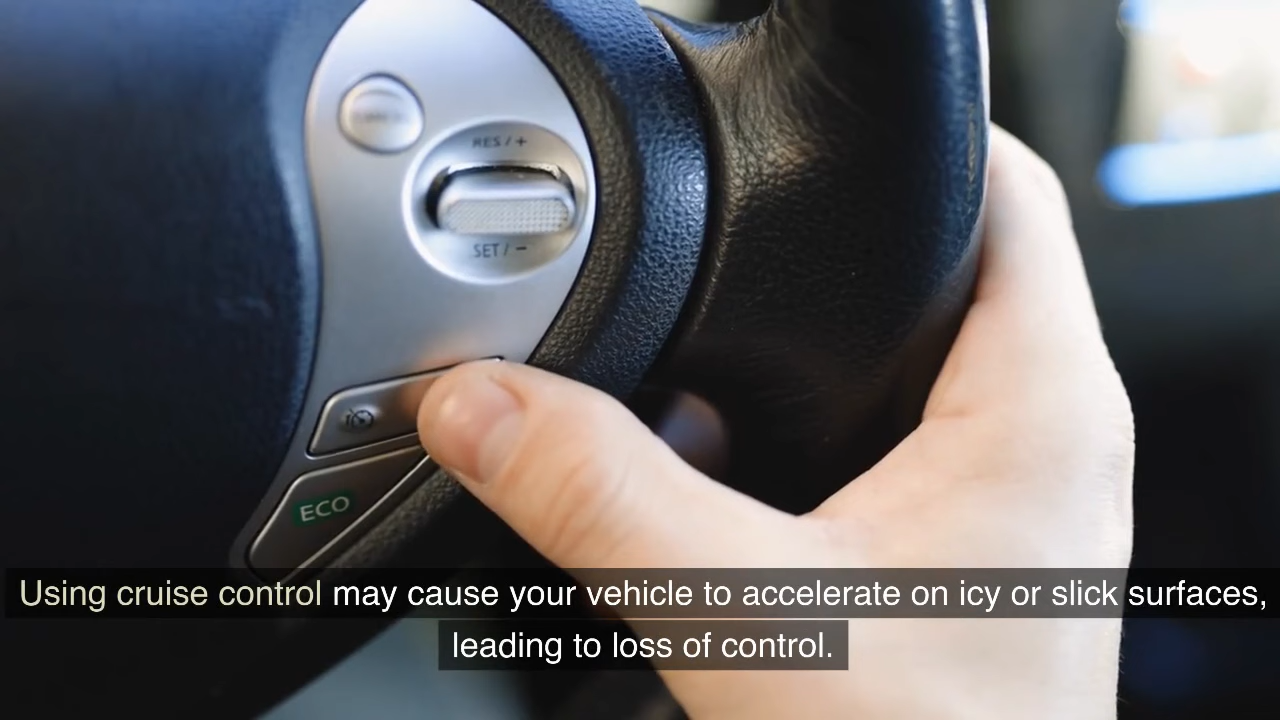 RES / +
SET / -
ECO
Using cruise control may cause your vehicle to accelerate on icy or slick surfaces,
leading to loss of control.